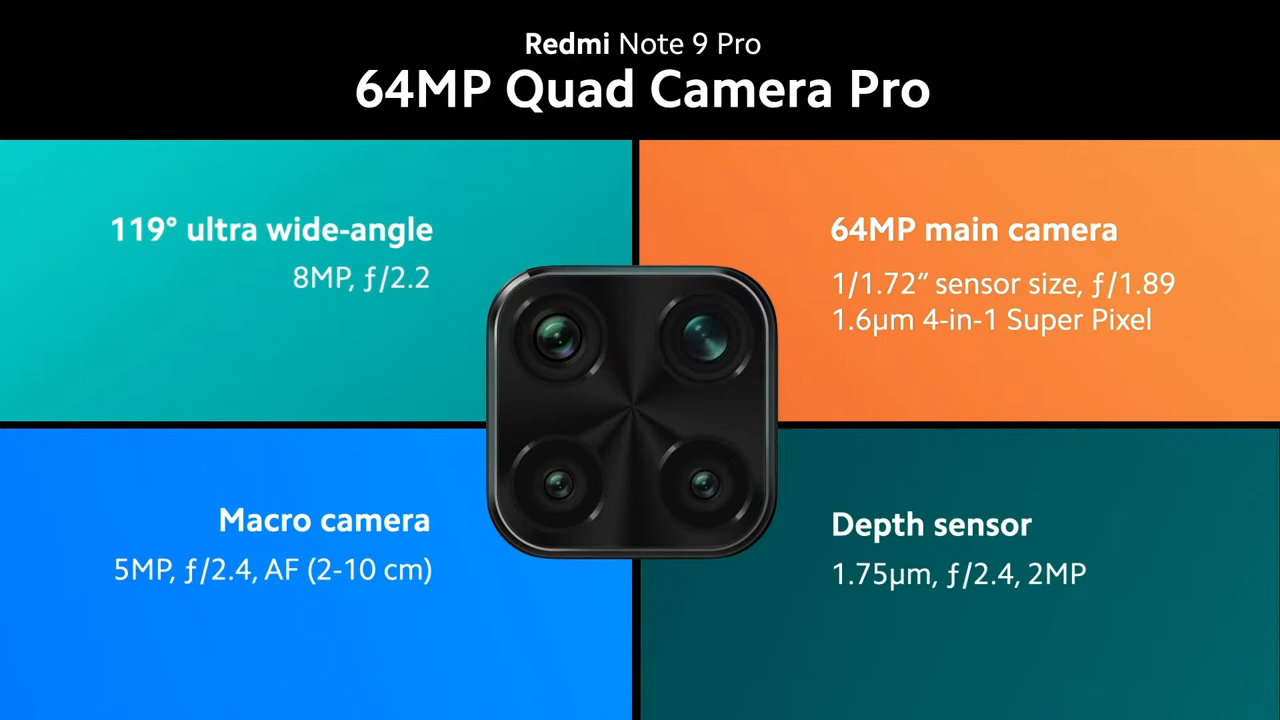 Redmi Note 9 Pro
64MP Quad Camera Pro
119° ultra wide-angle
8MP, ƒ/2.2
64MP main camera
1/1.72“ sensor size, ƒ/1.89
1.6µm 4-in-1 Super Pixel
Macro camera
5MP, ƒ/2.4, AF (2-10 cm)
Depth sensor
1.75µm, ƒ/2.4, 2MP